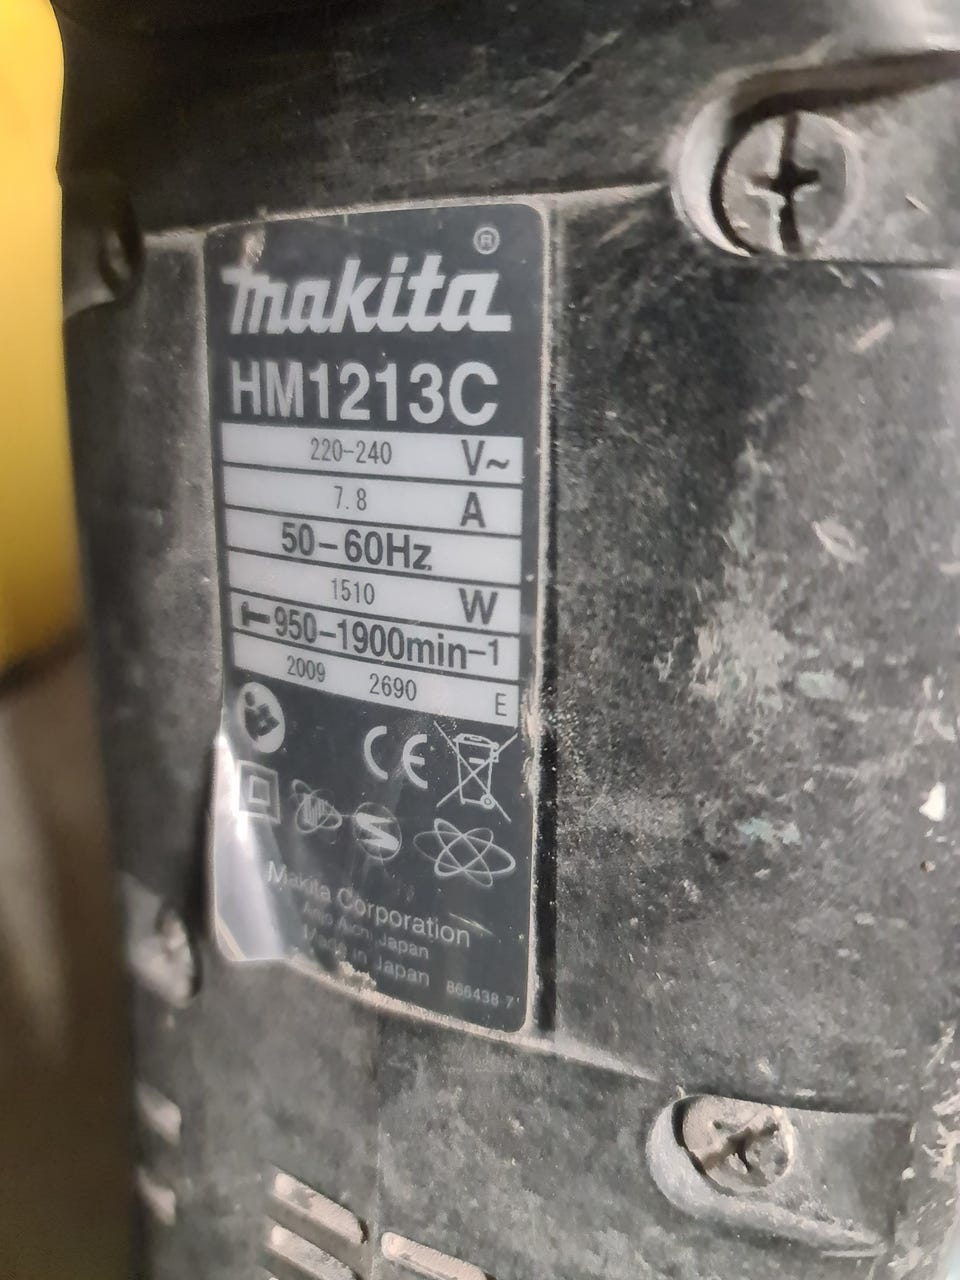 makita®
HM1213C
220-240 V~
7.8 A
50-60Hz
1510 W
950-1900min-1
2009 2690 E
CE
Makita Corporation
Anjo Aichi Japan
Made in Japan
866438 7